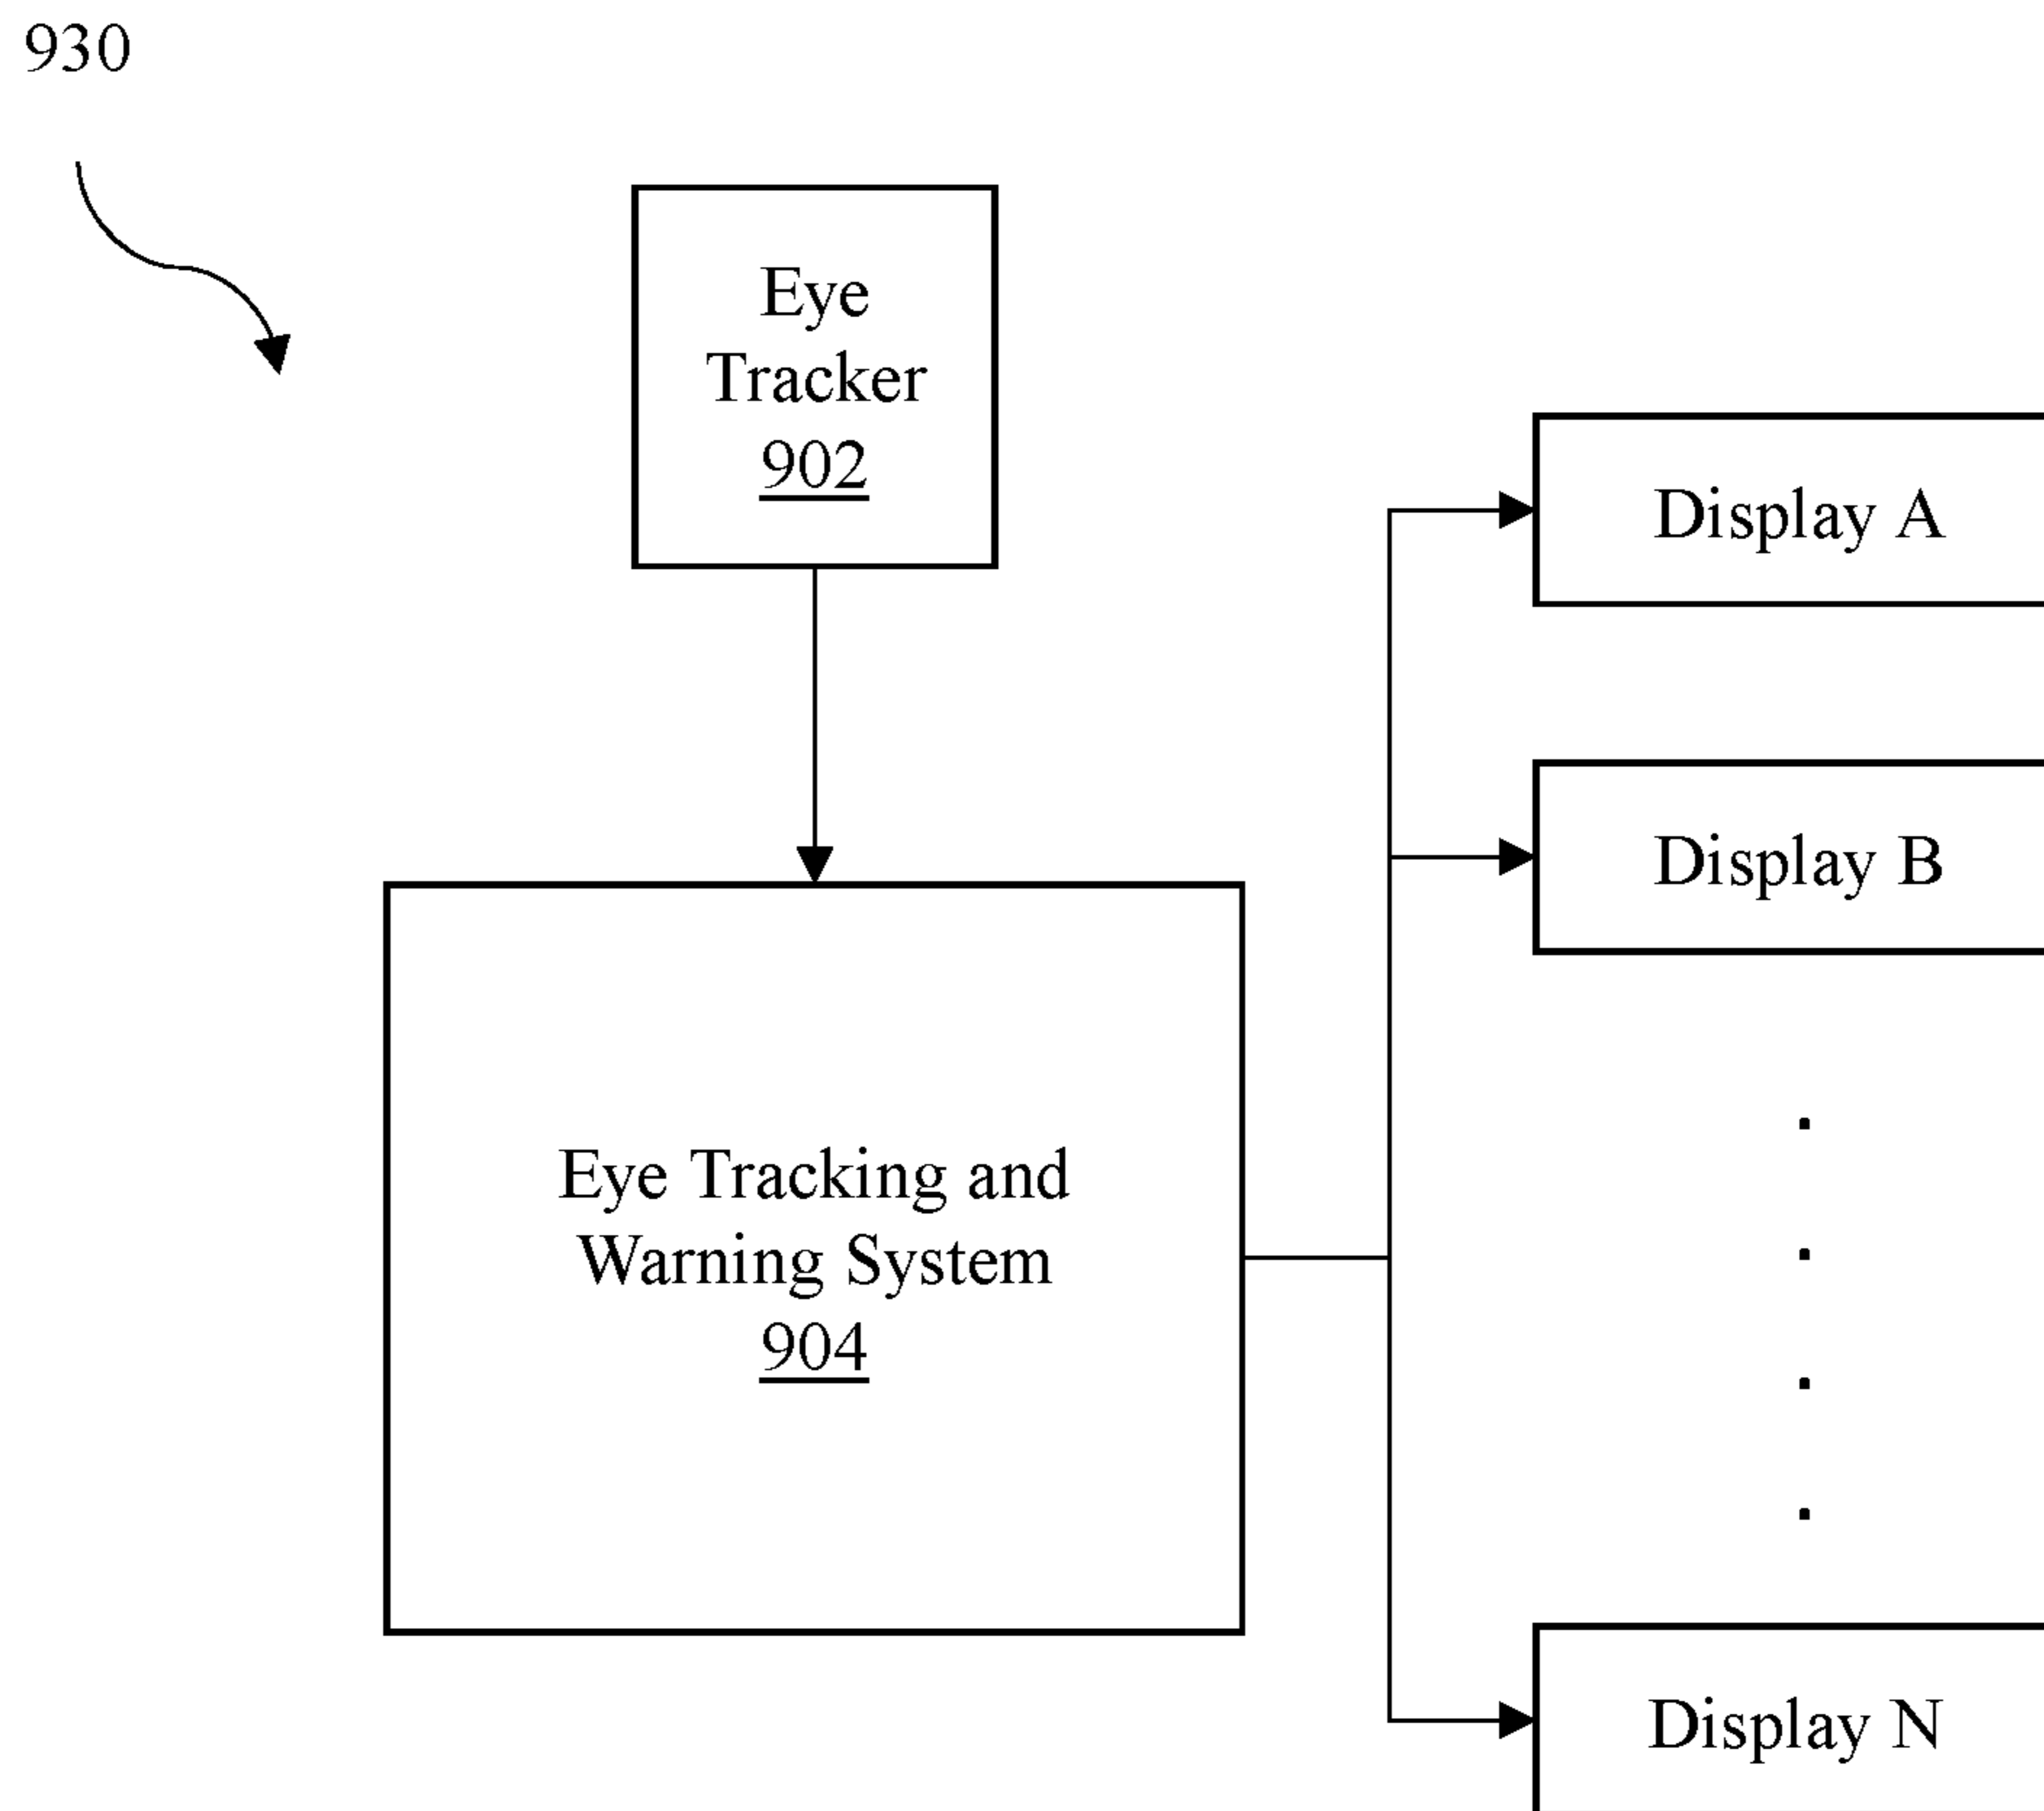 930
Eye
Tracker
902
Display A
Display B
Eye Tracking and
Warning System
904
Display N